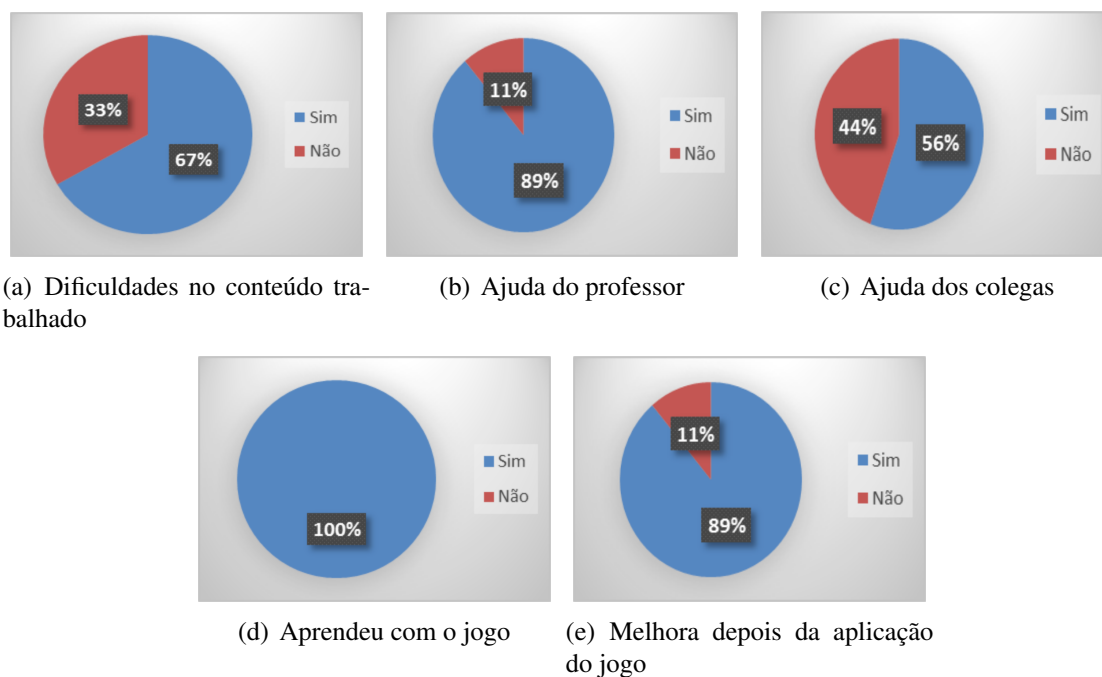 33%
67%
Sim
Não
(a) Dificuldades no conteúdo tra-
balhado
11%
89%
Sim
Não
(b) Ajuda do professor
44%
56%
Sim
Não
(c) Ajuda dos colegas
100%
Sim
Não
(d) Aprendeu com o jogo
11%
89%
Sim
Não
(e) Melhora depois da aplicação
do jogo